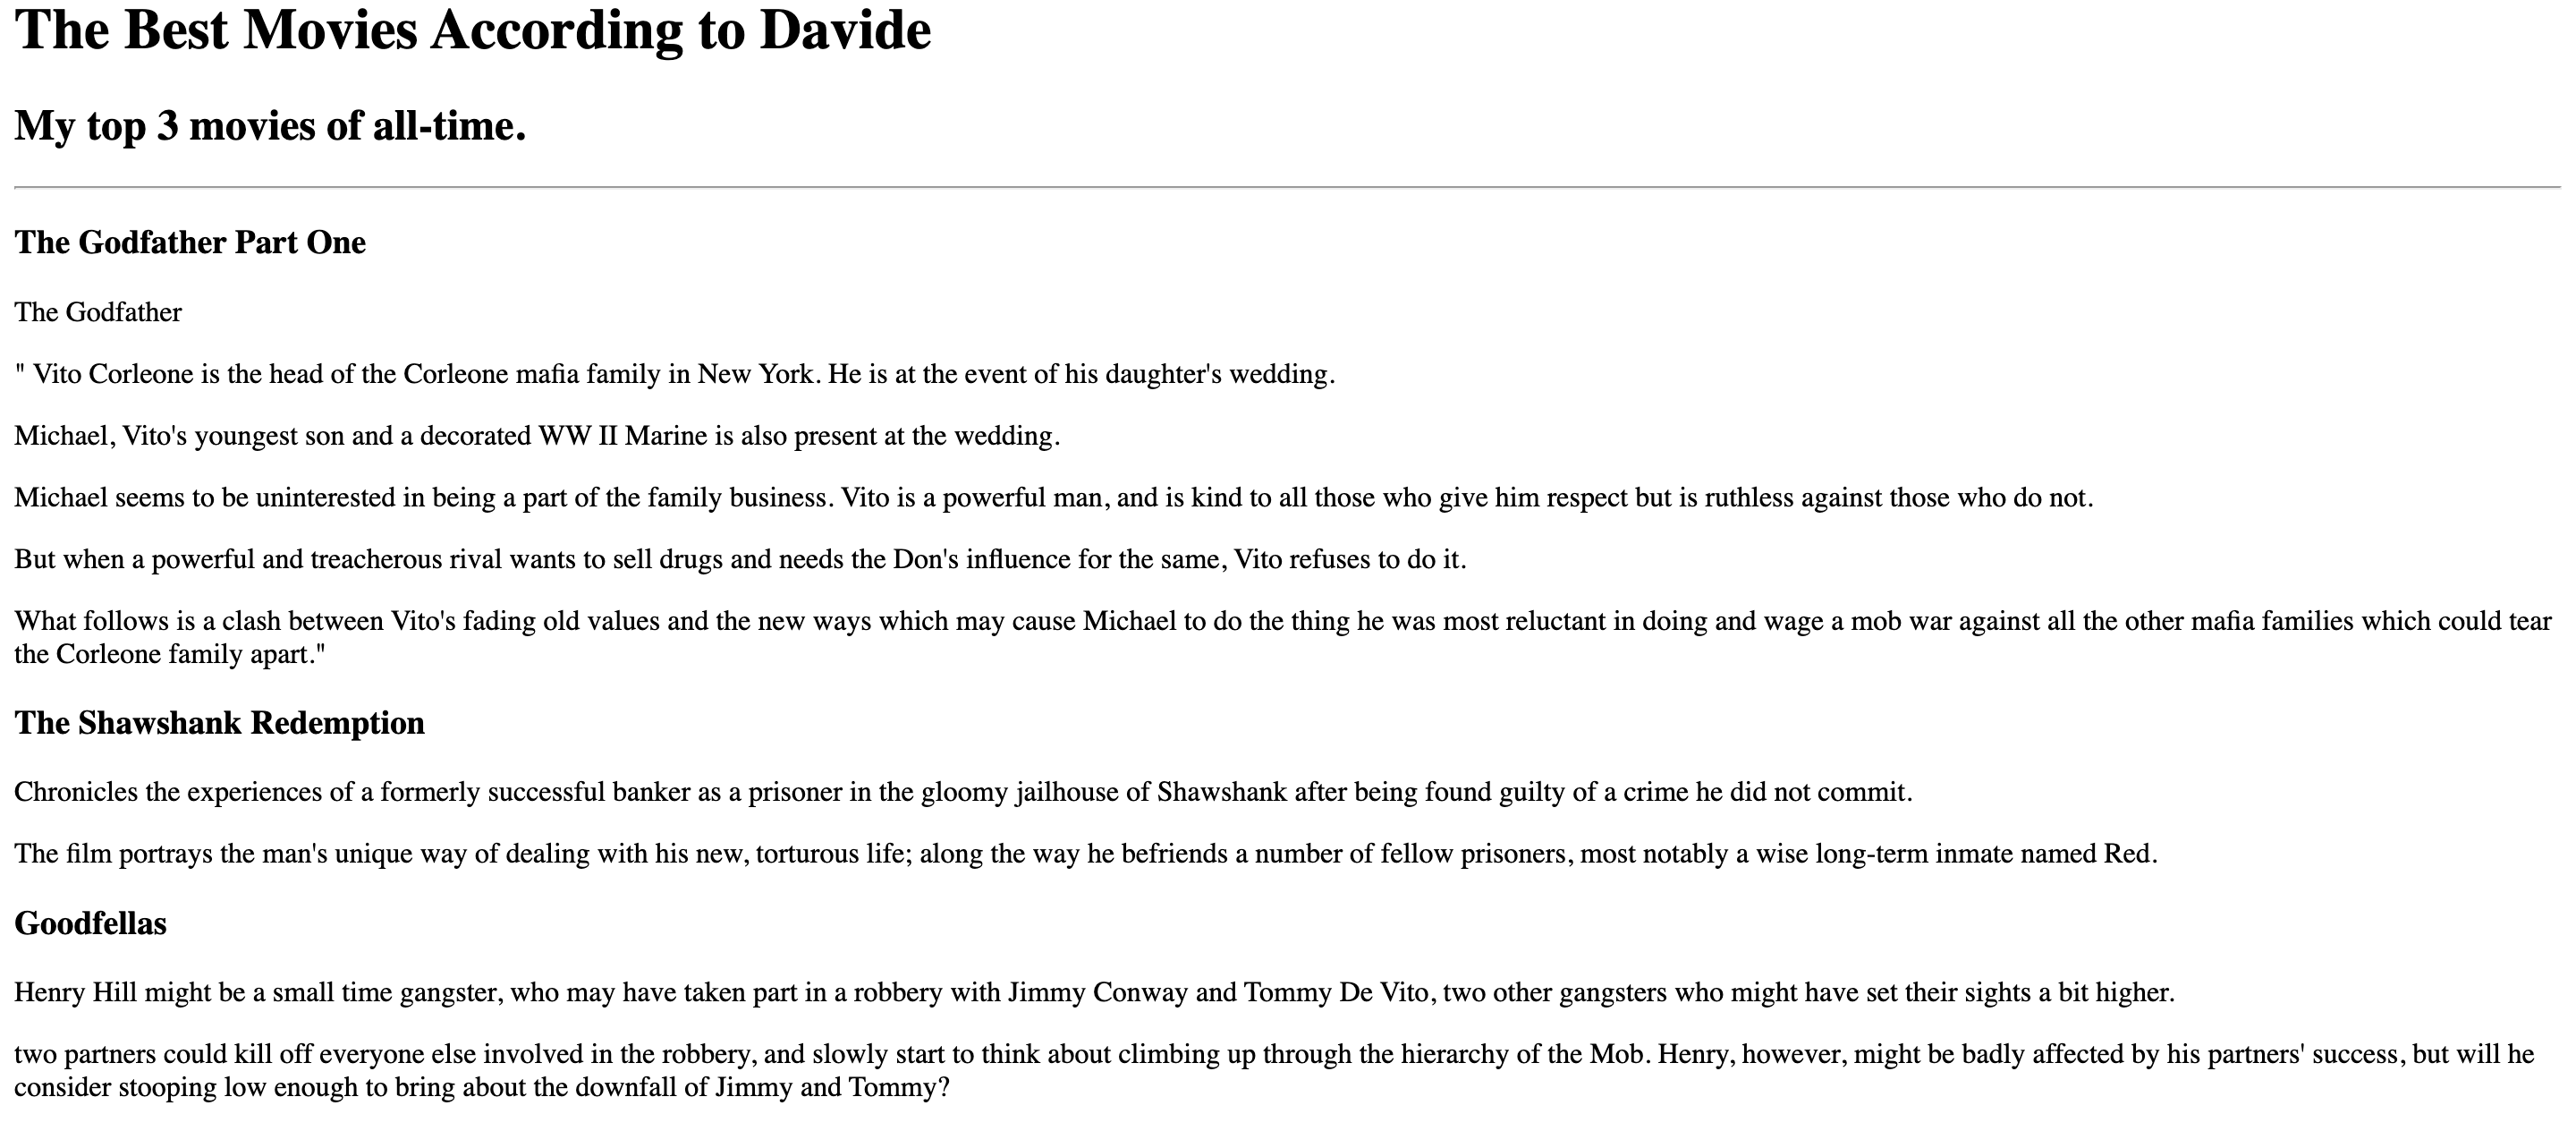 The Best Movies According to Davide
My top 3 movies of all-time.
The Godfather Part One
The Godfather
" Vito Corleone is the head of the Corleone mafia family in New York. He is at the event of his daughter's wedding.
Michael, Vito's youngest son and a decorated WW II Marine is also present at the wedding.
Michael seems to be uninterested in being a part of the family business. Vito is a powerful man, and is kind to all those who give him respect but is ruthless against those who do not.
But when a powerful and treacherous rival wants to sell drugs and needs the Don's influence for the same, Vito refuses to do it.
What follows is a clash between Vito's fading old values and the new ways which may cause Michael to do the thing he was most reluctant in doing and wage a mob war against all the other mafia families which could tear
the Corleone family apart."
The Shawshank Redemption
Chronicles the experiences of a formerly successful banker as a prisoner in the gloomy jailhouse of Shawshank after being found guilty of a crime he did not commit.
The film portrays the man's unique way of dealing with his new, torturous life; along the way he befriends a number of fellow prisoners, most notably a wise long-term inmate named Red.
Goodfellas
Henry Hill might be a small time gangster, who may have taken part in a robbery with Jimmy Conway and Tommy De Vito, two other gangsters who might have set their sights a bit higher.
two partners could kill off everyone else involved in the robbery, and slowly start to think about climbing up through the hierarchy of the Mob. Henry, however, might be badly affected by his partners' success, but will he
consider stooping low enough to bring about the downfall of Jimmy and Tommy?